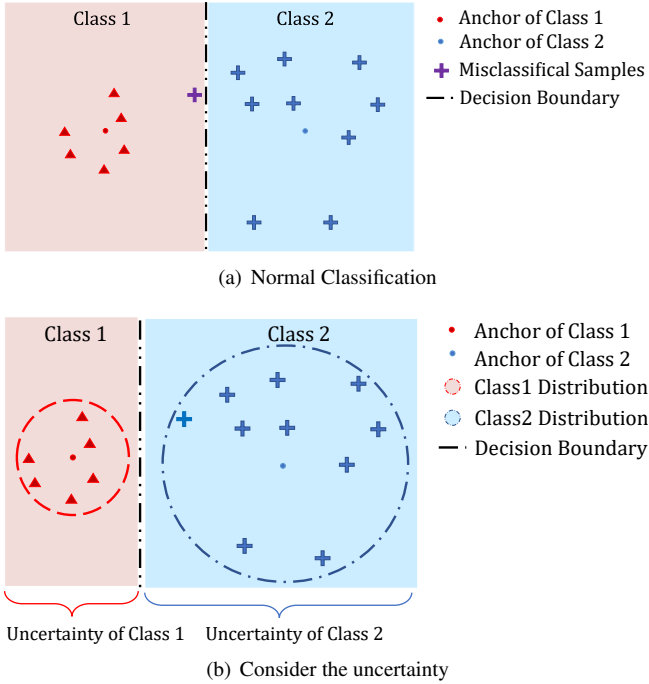 Class 1
Class 2
Anchor of Class 1
Anchor of Class 2
Misclassifical Samples
Decision Boundary
(a) Normal Classification
Class 1
Class 2
Anchor of Class 1
Anchor of Class 2
Class1 Distribution
Class2 Distribution
Decision Boundary
Uncertainty of Class 1
Uncertainty of Class 2
(b) Consider the uncertainty